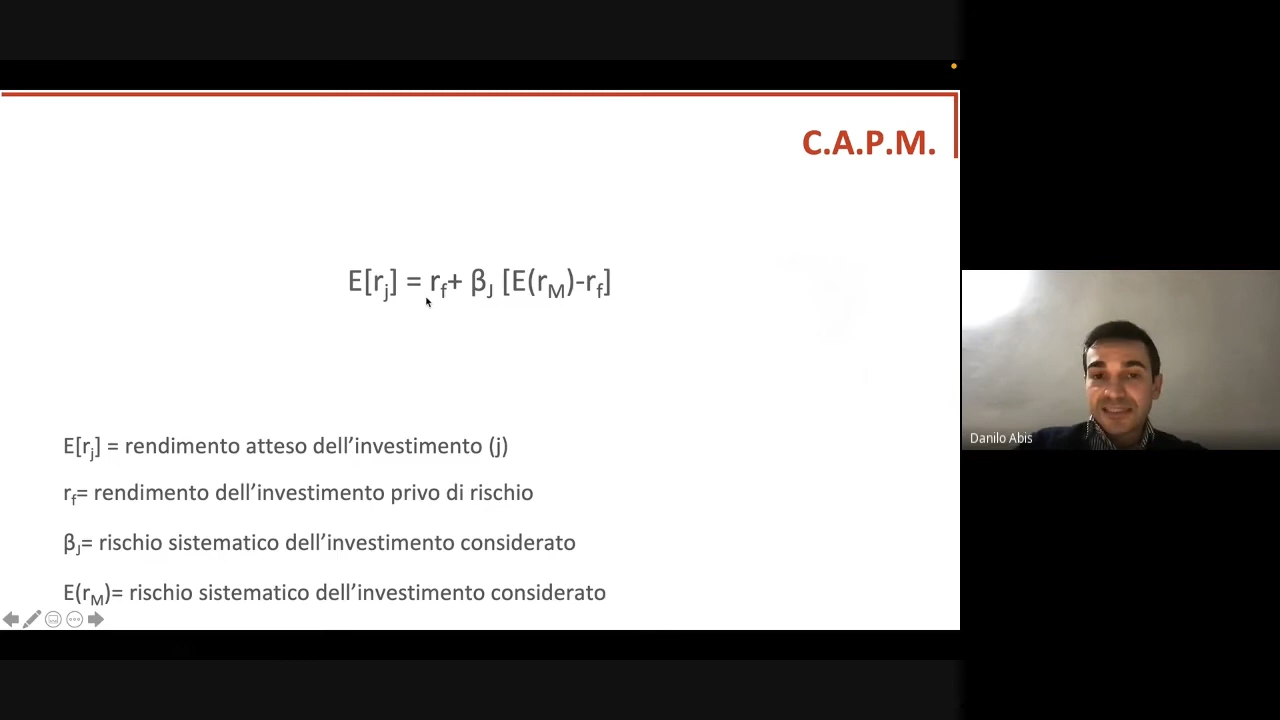 C.A.P.M.
E[rj] = rf+ βJ [E(rM)-rf]
E[rj] = rendimento atteso dell’investimento (j)
rf= rendimento dell’investimento privo di rischio
βJ= rischio sistematico dell’investimento considerato
E(rM)= rischio sistematico dell’investimento considerato
Danilo Abis